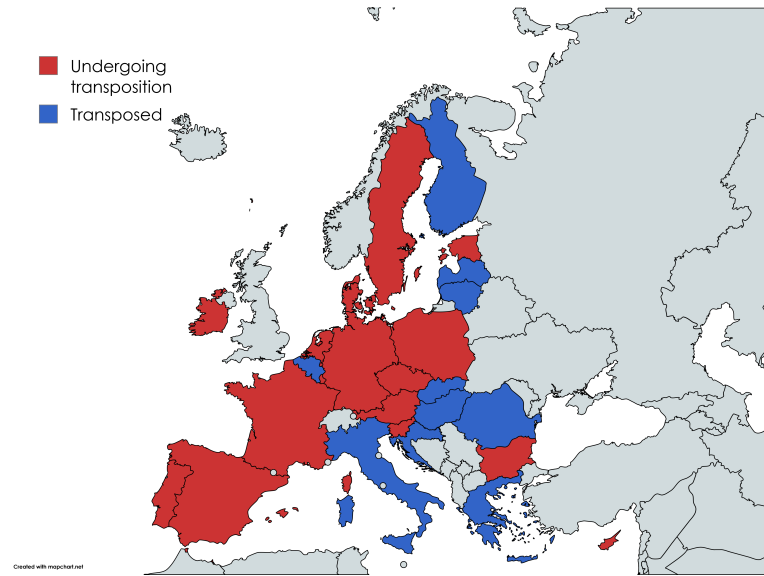 Undergoing
transposition
Transposed
Created with mapchart.net